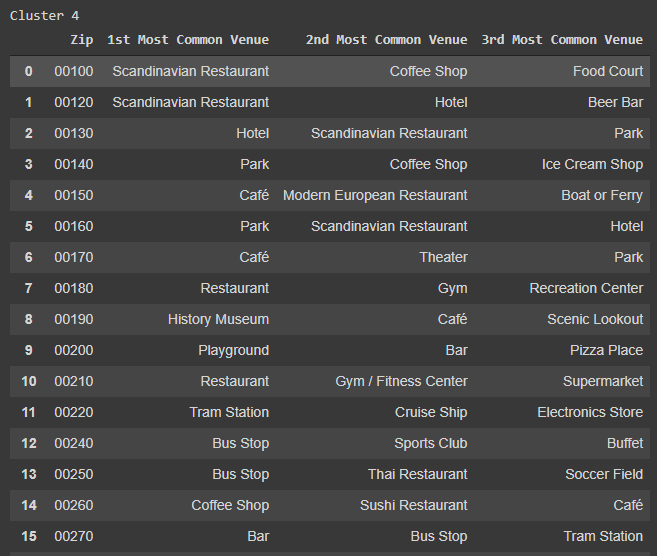 Cluster 4
Zip 1st Most Common Venue 2nd Most Common Venue 3rd Most Common Venue
0 00100 Scandinavian Restaurant Coffee Shop Food Court
1 00120 Scandinavian Restaurant Hotel Beer Bar
2 00130 Hotel Scandinavian Restaurant Park
3 00140 Park Coffee Shop Ice Cream Shop
4 00150 Café Modern European Restaurant Boat or Ferry
5 00160 Park Scandinavian Restaurant Hotel
6 00170 Café Theater Park
7 00180 Restaurant Gym Recreation Center
8 00190 History Museum Café Scenic Lookout
9 00200 Playground Bar Pizza Place
10 00210 Restaurant Gym / Fitness Center Supermarket
11 00220 Tram Station Cruise Ship Electronics Store
12 00240 Bus Stop Sports Club Buffet
13 00250 Bus Stop Thai Restaurant Soccer Field
14 00260 Coffee Shop Sushi Restaurant Café
15 00270 Bar Bus Stop Tram Station